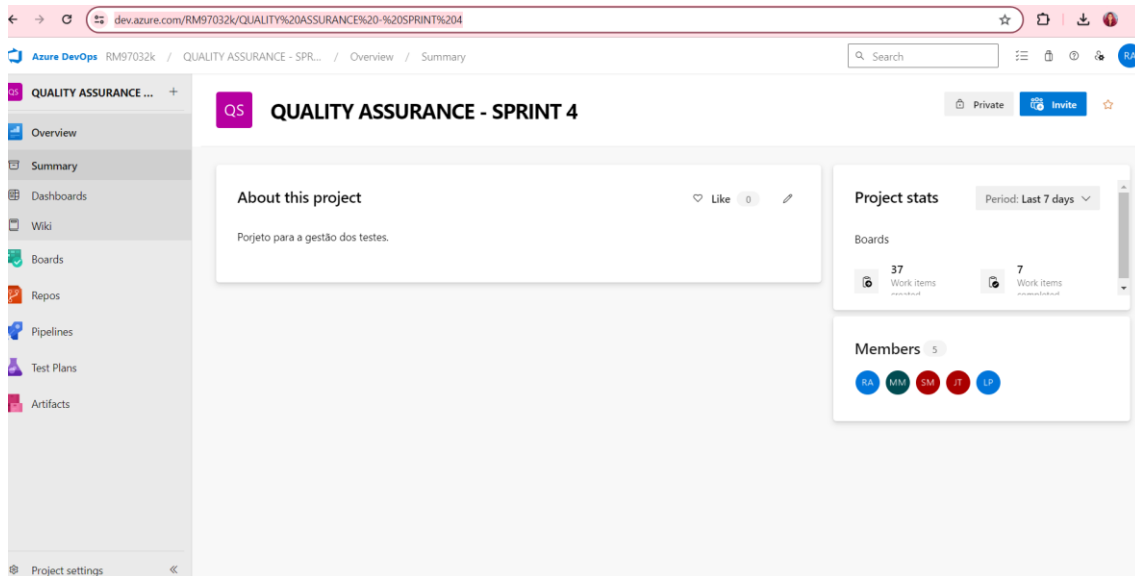 dev.azure.com/RM97032k/QUALITY%20ASSURANCE%20-%20SPRINT%204
Azure DevOps RM97032k / QUALITY ASSURANCE - SPR... / Overview / Summary
Search
RA
QS QUALITY ASSURANCE ... +
QS QUALITY ASSURANCE - SPRINT 4
Private
Invite
Overview
Summary
Dashboards
Wiki
Boards
Repos
Pipelines
Test Plans
Artifacts
Project settings
About this project
Like 0
Porjeto para a gestão dos testes.
Project stats
Period: Last 7 days
Boards
37
Work items
created
7
Work items
completed
Members 5
RA MM SM JT LP